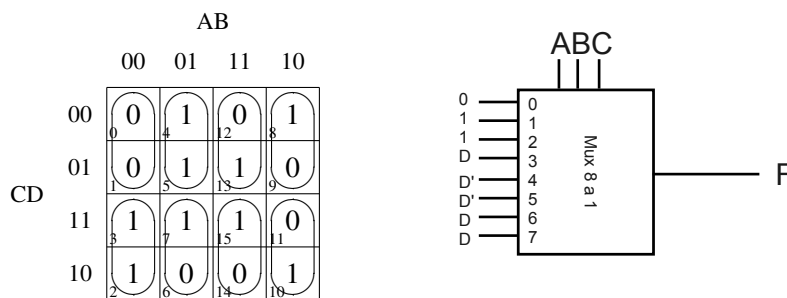 AB
00 01 11 10
00 0 1 0 1
0 4 12 8
01 0 1 1 0
1 5 13 9
CD
11 1 1 1 0
3 7 15 11
10 1 0 0 1
2 6 14 10
ABC
0 0
1 1
1 2
D 3
D' 4
D' 5
D 6
D 7
Mux 8 a 1
F